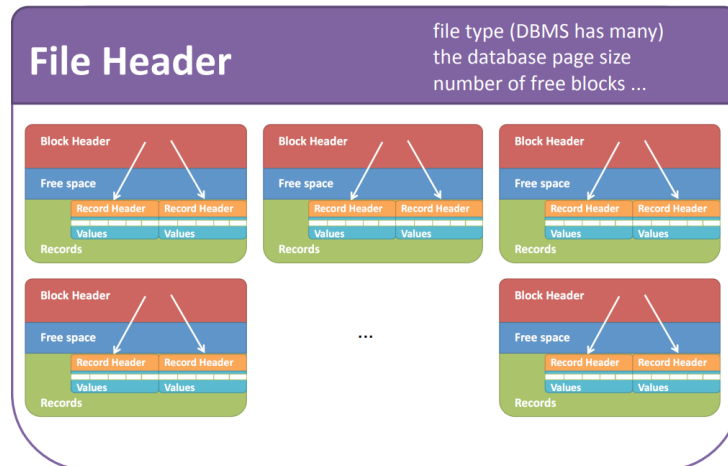 File Header
file type (DBMS has many)
the database page size
number of free blocks ...
Block Header
Free space
Record Header Record Header
Values Values
Records
Block Header
Free space
Record Header Record Header
Values Values
Records
Block Header
Free space
Record Header Record Header
Values Values
Records
Block Header
Free space
Record Header Record Header
Values Values
Records
...
Block Header
Free space
Record Header Record Header
Values Values
Records